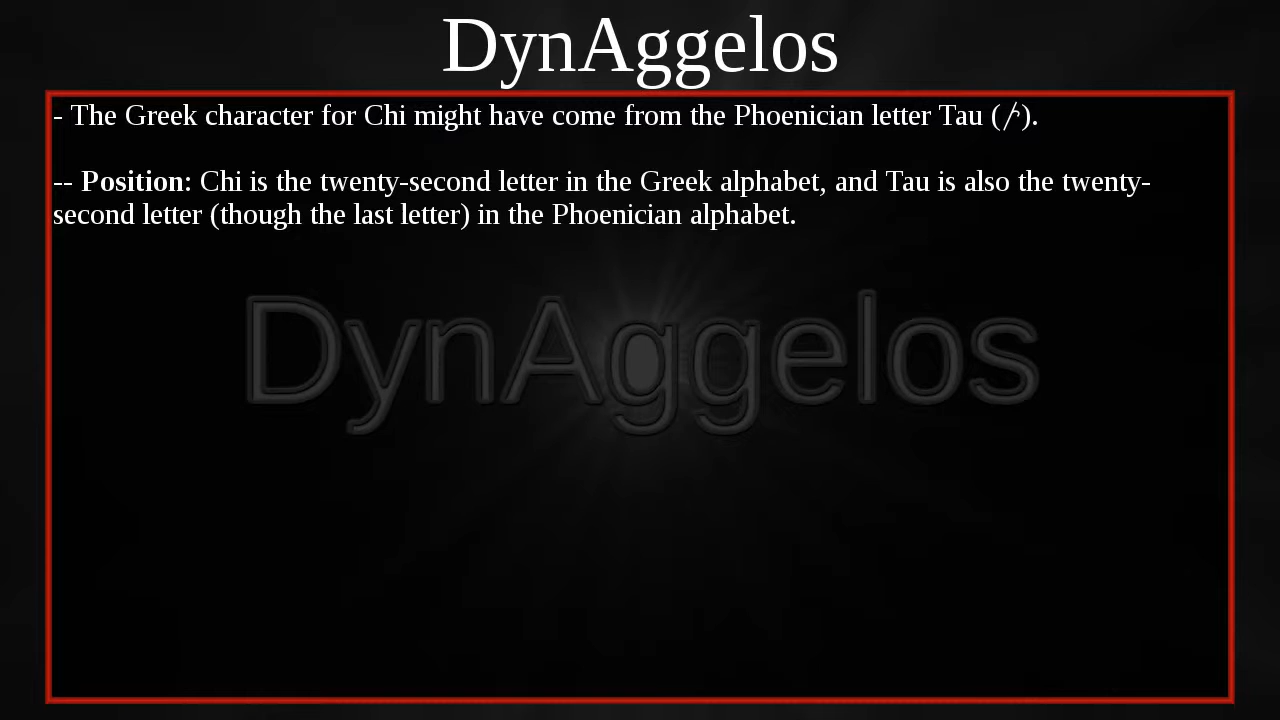 DynAggelos
- The Greek character for Chi might have come from the Phoenician letter Tau (𐤕).
-- Position: Chi is the twenty-second letter in the Greek alphabet, and Tau is also the twenty-
second letter (though the last letter) in the Phoenician alphabet.
DynAggelos